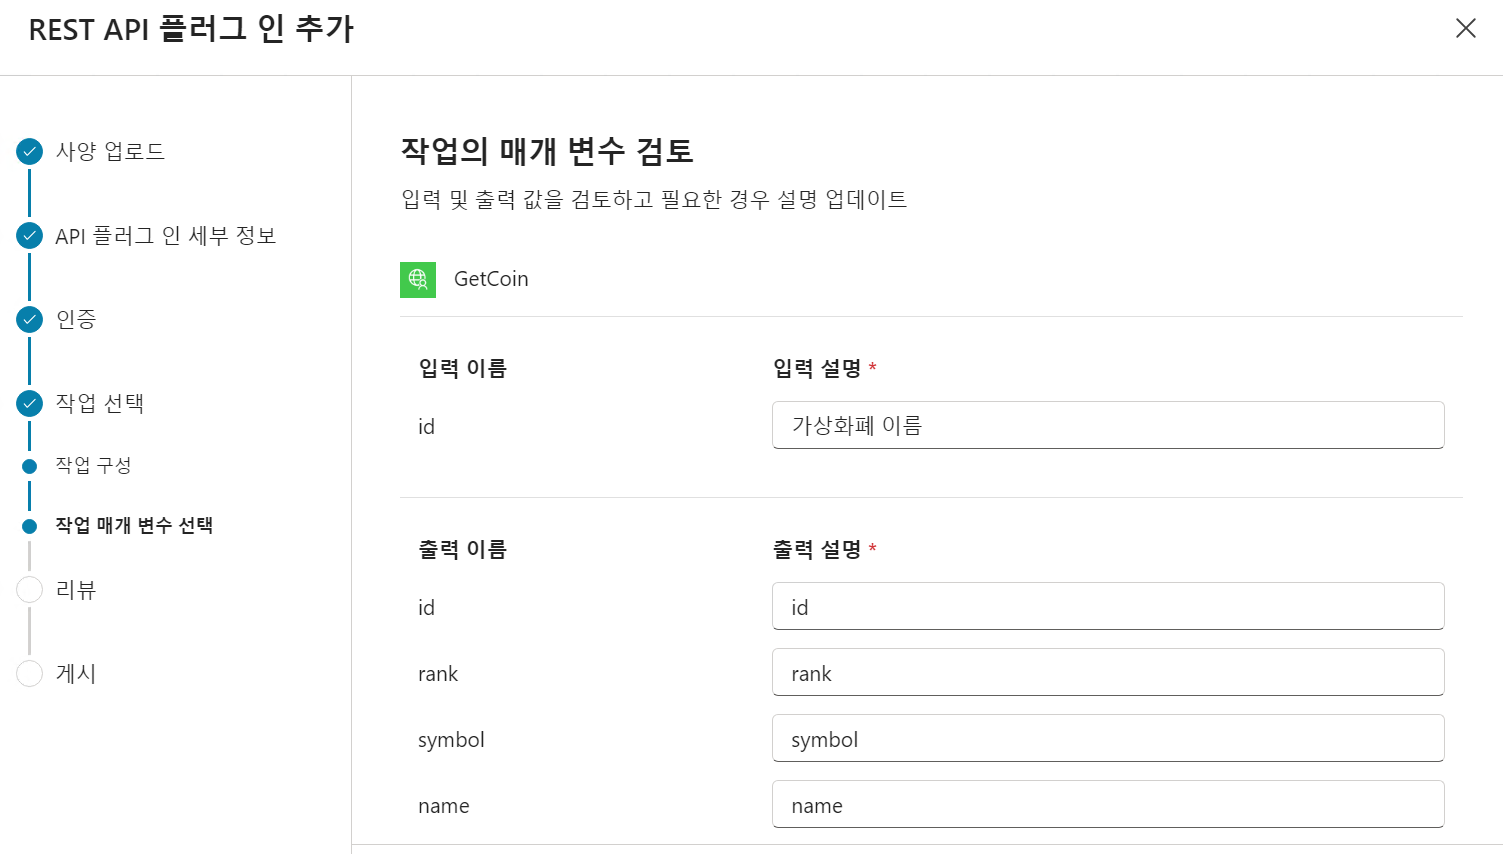 REST API 플러그 인 추가
사양 업로드
API 플러그 인 세부 정보
인증
작업 선택
작업 구성
작업 매개 변수 선택
리뷰
게시
작업의 매개 변수 검토
입력 및 출력 값을 검토하고 필요한 경우 설명 업데이트
GetCoin
입력 이름 입력 설명 *
id 가상화폐 이름
출력 이름 출력 설명 *
id id
rank rank
symbol symbol
name name